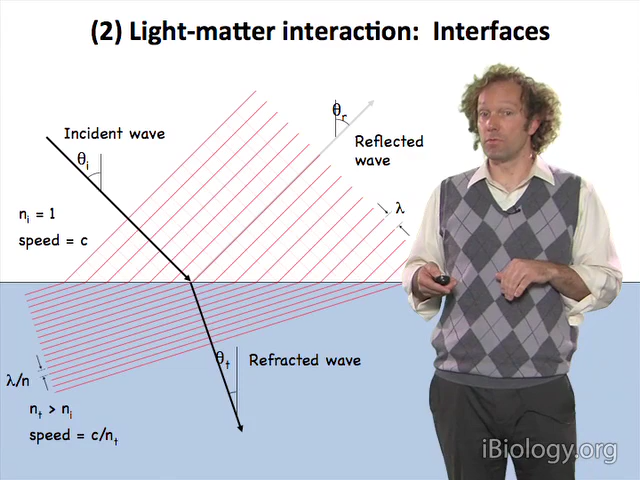 (2) Light-matter interaction:  Interfaces
Incident wave
θi
θr
Reflected
wave
ni = 1
speed = c
λ
θt
Refracted wave
λ/n
nt > ni
speed = c/nt
iBiology.org